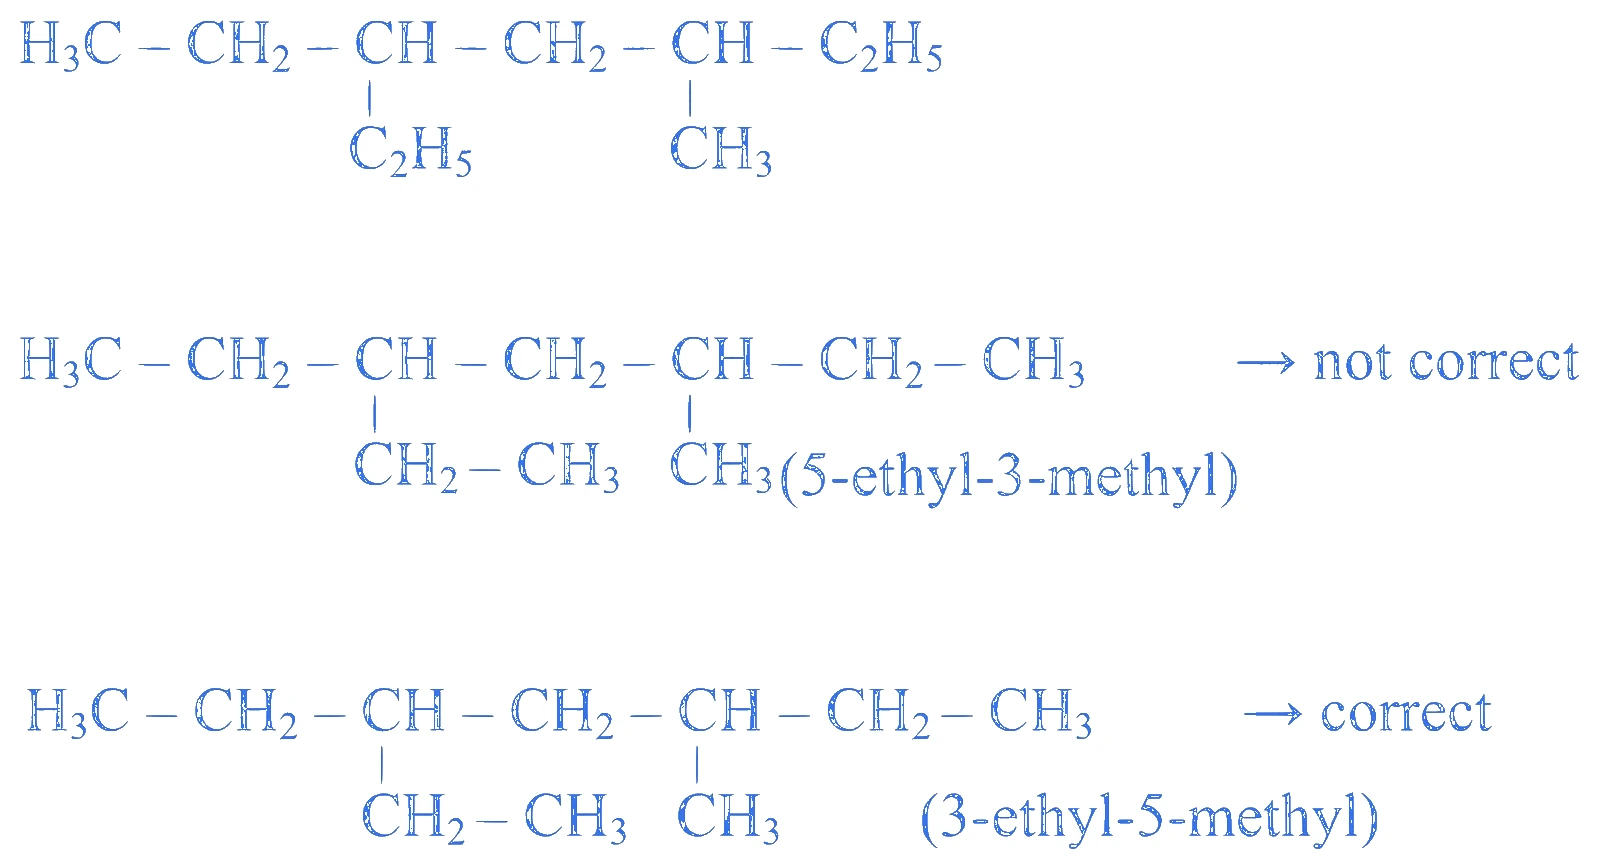 H₃C – CH₂ – CH – CH₂ – CH – C₂H₅
C₂H₅ CH₃
H₃C – CH₂ – CH – CH₂ – CH – CH₂ – CH₃ → not correct
CH₂ – CH₃ CH₃ (5-ethyl-3-methyl)
H₃C – CH₂ – CH – CH₂ – CH – CH₂ – CH₃ → correct
CH₂ – CH₃ CH₃ (3-ethyl-5-methyl)